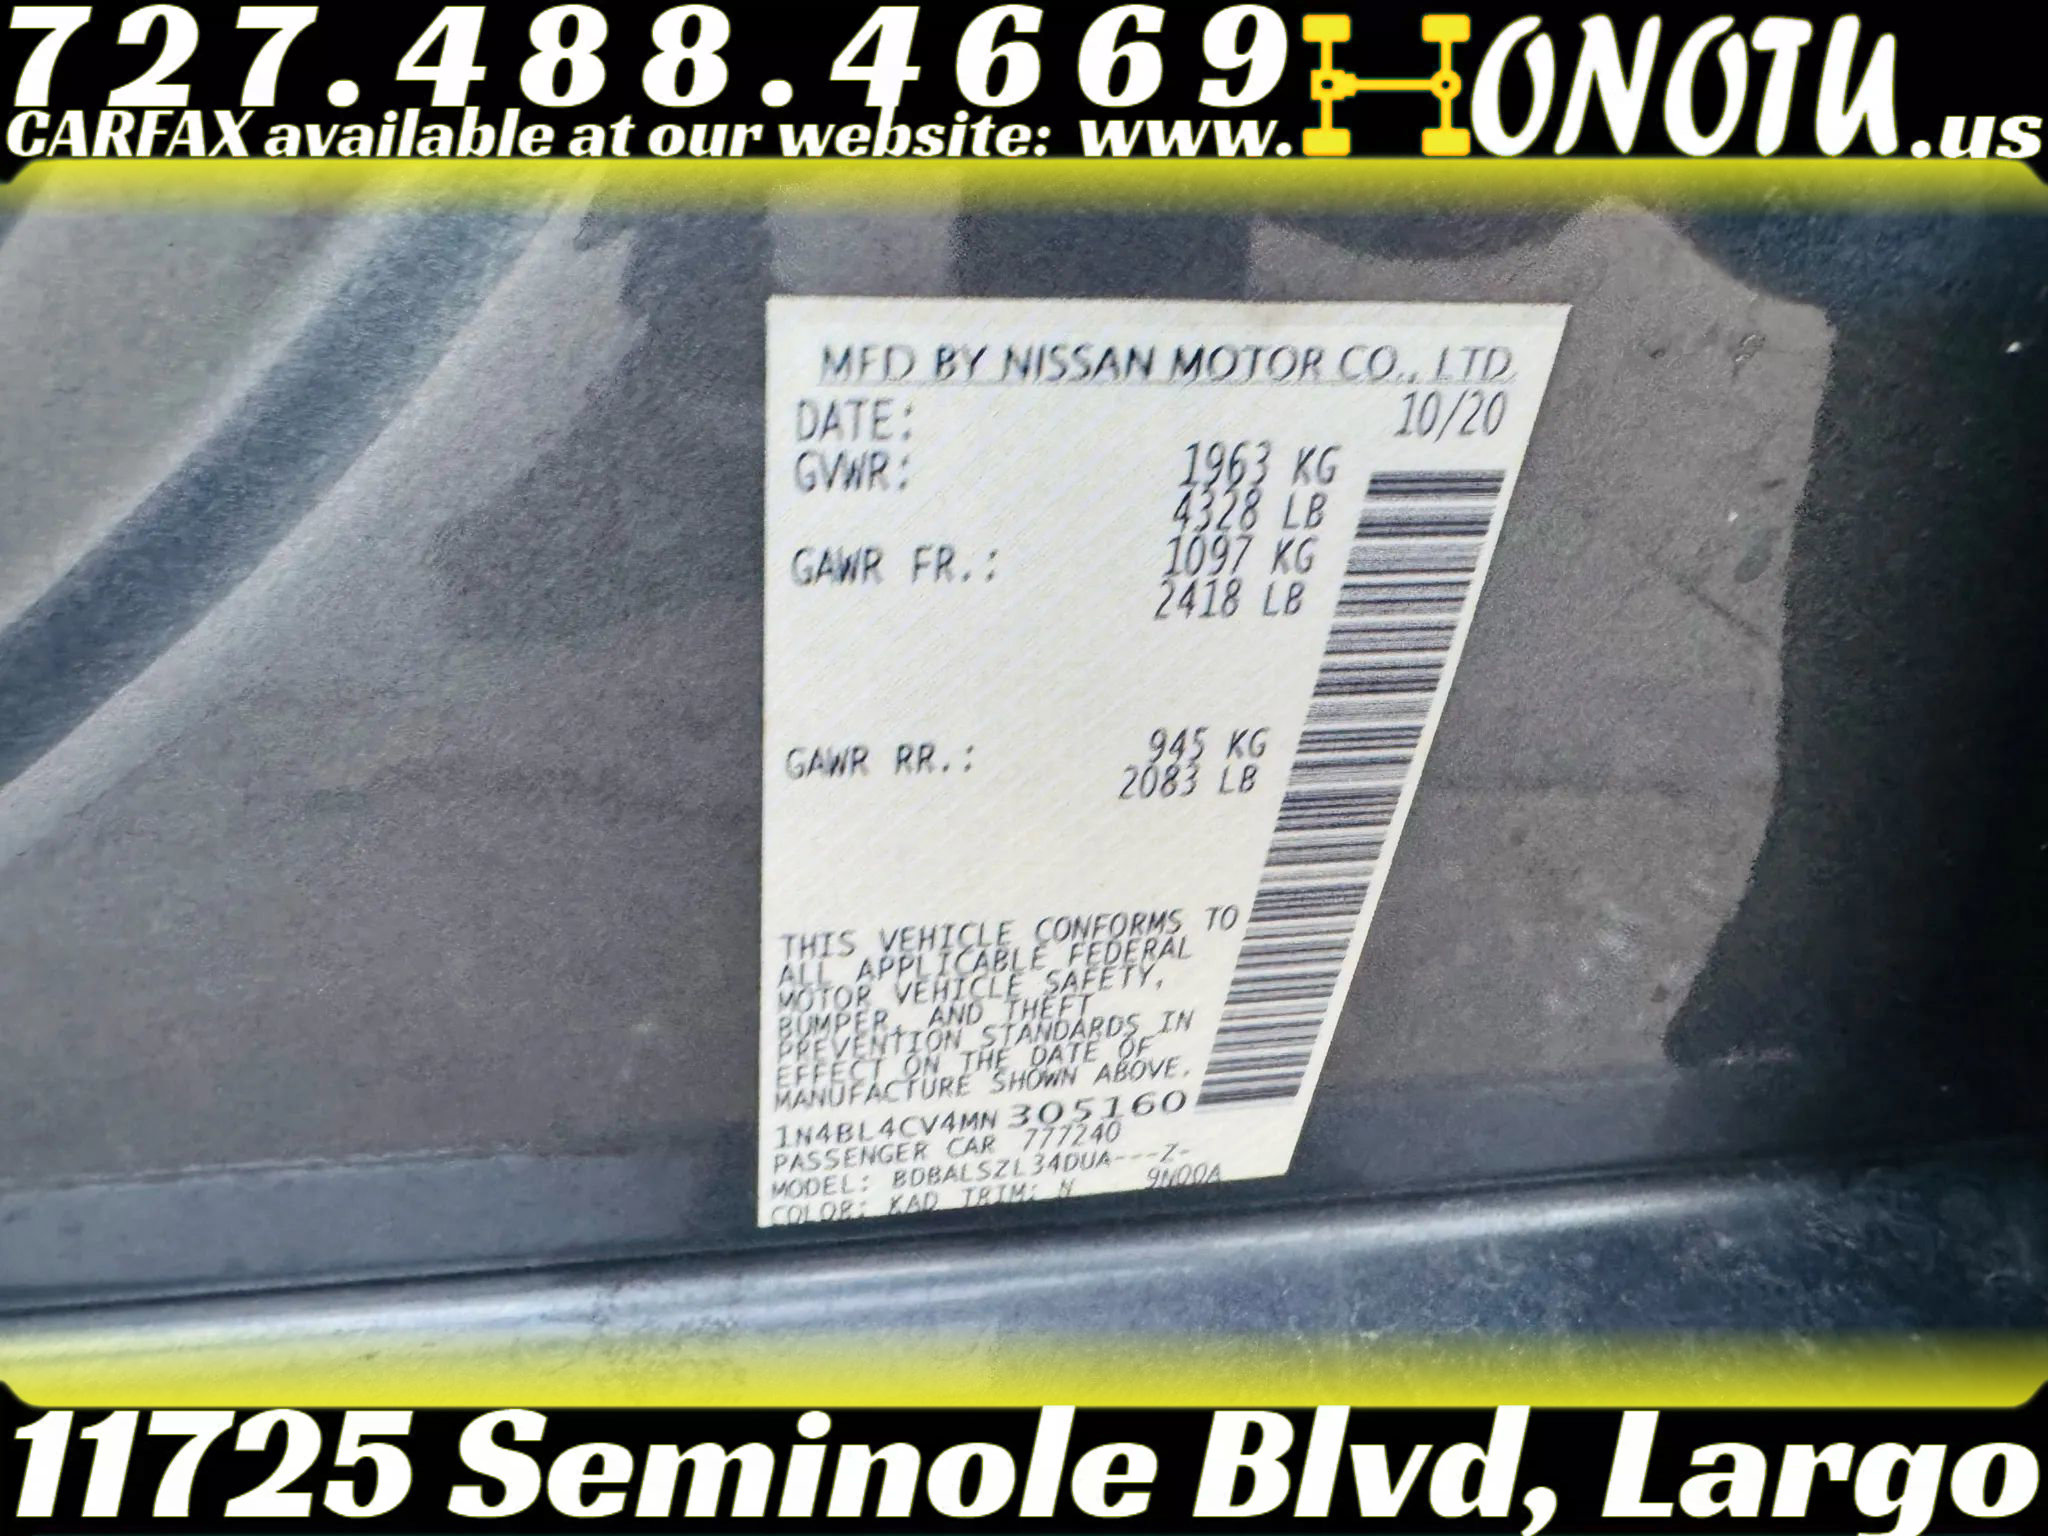 727.488.4669 HONOTU.us
CARFAX available at our website: www.
MFD BY NISSAN MOTOR CO., LTD.
DATE: 10/20
GVWR: 1963 KG
4328 LB
GAWR FR.: 1097 KG
2418 LB
GAWR RR.: 945 KG
2083 LB
THIS VEHICLE CONFORMS TO
ALL APPLICABLE FEDERAL
MOTOR VEHICLE SAFETY,
BUMPER, AND THEFT
PREVENTION STANDARDS IN
EFFECT ON THE DATE OF
MANUFACTURE SHOWN ABOVE.
1N4BL4CV4MN305160
PASSENGER CAR 777240
MODEL: BDBALSZL34DUA---Z-
COLOR: KAD TRIM: N 9N00A
11725 Seminole Blvd, Largo